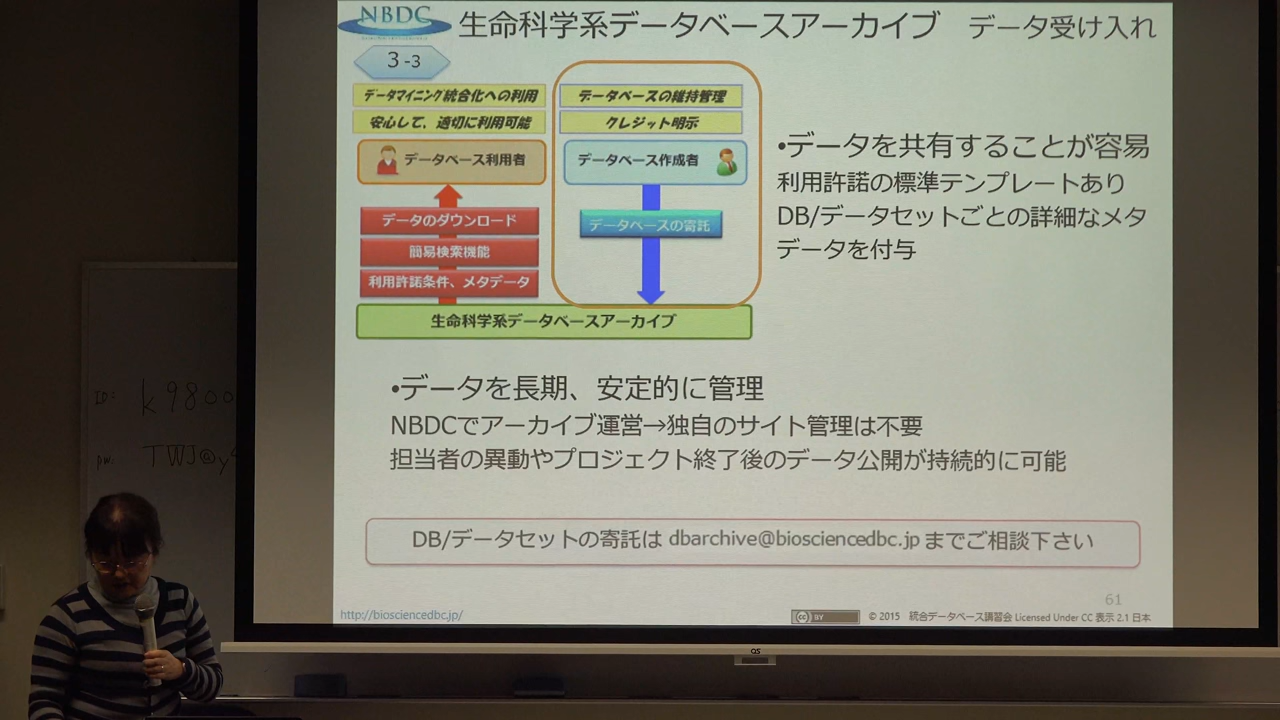 NBDC
生命科学系データベースアーカイブ データ受け入れ
3-3
データマイニング統合化への利用
安心して、適切に利用可能
データベース利用者
データのダウンロード
簡易検索機能
利用許諾条件、メタデータ
データベースの維持管理
クレジット明示
データベース作成者
データベースの寄託
生命科学系データベースアーカイブ
•データを共有することが容易
利用許諾の標準テンプレートあり
DB/データセットごとの詳細なメタ
データを付与
•データを長期、安定的に管理
NBDCでアーカイブ運営→独自のサイト管理は不要
担当者の異動やプロジェクト終了後のデータ公開が持続的に可能
DB/データセットの寄託は dbarchive@biosciencedbc.jp までご相談下さい
61
http://biosciencedbc.jp/
cc BY
© 2015 統合データベース講習会 Licensed Under CC 表示 2.1 日本
ID: k9800
pw: TWJ@y
OS